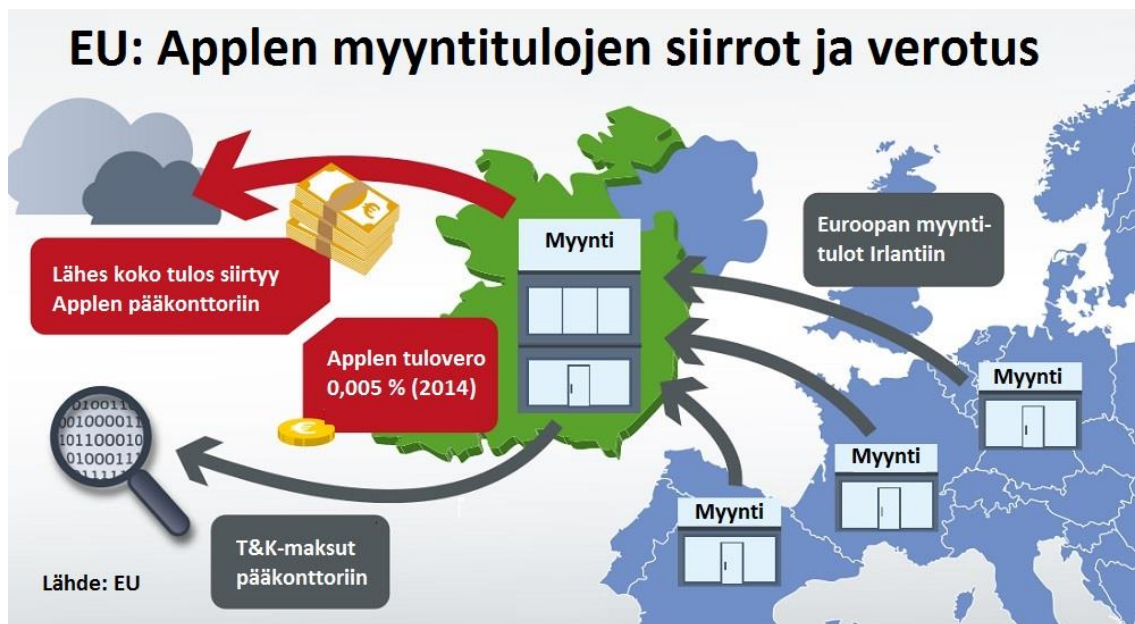 EU: Applen myyntitulojen siirrot ja verotus
Euroopan myynti-
tulot Irlantiin
Myynti
Lähes koko tulos siirtyy
Applen pääkonttoriin
Applen tulovero
0,005 % (2014)
Myynti
Myynti
Myynti
T&K-maksut
pääkonttoriin
Lähde: EU